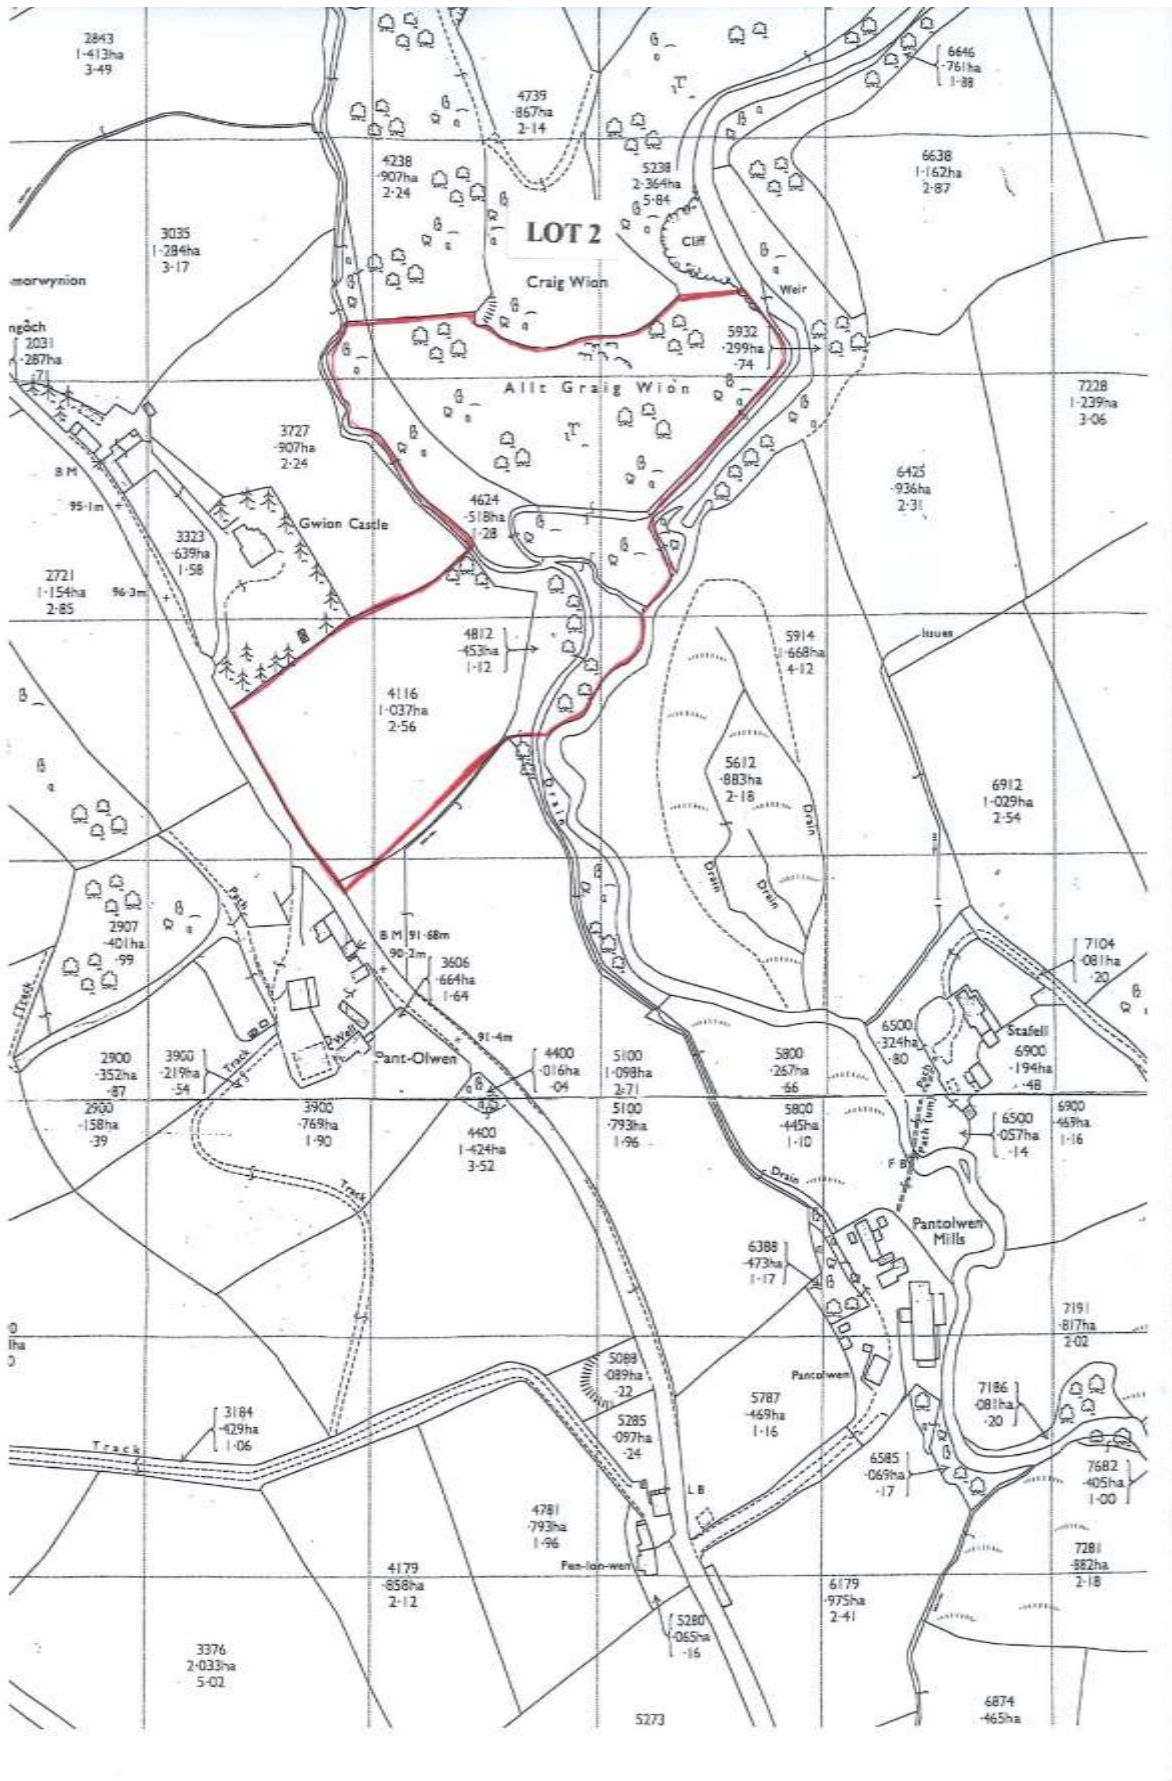 2843
1·413ha
3·49
4739
·867ha
2·14
6646
·761ha
1·88
4238
·907ha
2·24
5238
2·364ha
5·84
6638
1·162ha
2·87
3035
1·284ha
3·17
LOT 2
Cliff
Craig Wion
Weir
morwynion
ngôch
2031
·287ha
·71
5932
·299ha
·74
Allt Graig Wion
7228
1·239ha
3·06
3727
·907ha
2·24
B M
95·1m
6425
·936ha
2·31
4624
·518ha
1·28
Gwion Castle
3323
·639ha
1·58
2721
1·154ha
2·85
96·3m
4812
·453ha
1·12
5914
1·668ha
4·12
Issues
4116
1·037ha
2·56
5612
·883ha
2·18
Drain
Drain
6912
1·029ha
2·54
Drain
Drain
Path
2907
·401ha
·99
B M 91·68m
90·2m
3606
·664ha
1·64
7104
·081ha
·20
Track
Well
Pant-Olwen
91·4m
6500
·324ha
·80
Stafell
6900
·194ha
·48
2900
·352ha
·87
3900
·219ha
·54
Track
4400
·016ha
·04
5100
1·098ha
2·71
5800
·267ha
·66
Path
2900
·158ha
·39
3900
·769ha
1·90
4400
1·424ha
3·52
5100
·793ha
1·96
5800
·445ha
1·10
Path (um)
6500
·057ha
·14
6900
·469ha
1·16
F B
Drain
Track
Pantolwen
Mills
6388
·473ha
1·17
7191
·817ha
2·02
5088
·089ha
·22
Pantolwen
5787
·469ha
1·16
7186
·081ha
·20
3184
·429ha
1·06
Track
5285
·097ha
·24
6585
·069ha
·17
7682
·405ha
1·00
L B
4781
·793ha
1·96
Pen-lon-wen
4179
·858ha
2·12
7281
·882ha
2·18
6179
·975ha
2·41
5280
·065ha
·16
3376
2·033ha
5·02
5273
6874
·465ha